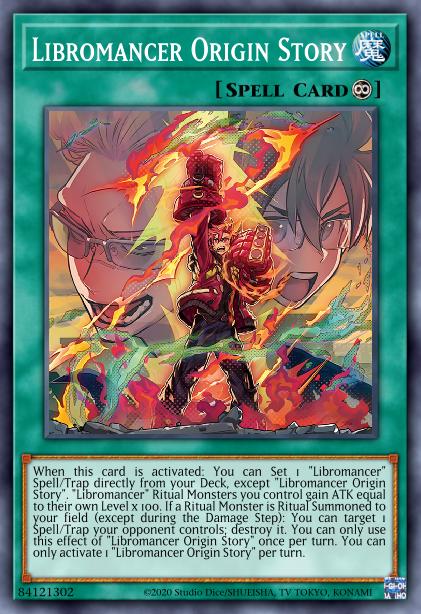 Libromancer Origin Story
SPELL
魔
[Spell Card]
When this card is activated: You can Set 1 "Libromancer"
Spell/Trap directly from your Deck, except "Libromancer Origin
Story". "Libromancer" Ritual Monsters you control gain ATK equal
to their own Level x 100. If a Ritual Monster is Ritual Summoned to
your field (except during the Damage Step): You can target 1
Spell/Trap your opponent controls; destroy it. You can only use
this effect of "Libromancer Origin Story" once per turn. You can
only activate 1 "Libromancer Origin Story" per turn.
84121302
©2020 Studio Dice/SHUEISHA, TV TOKYO, KONAMI